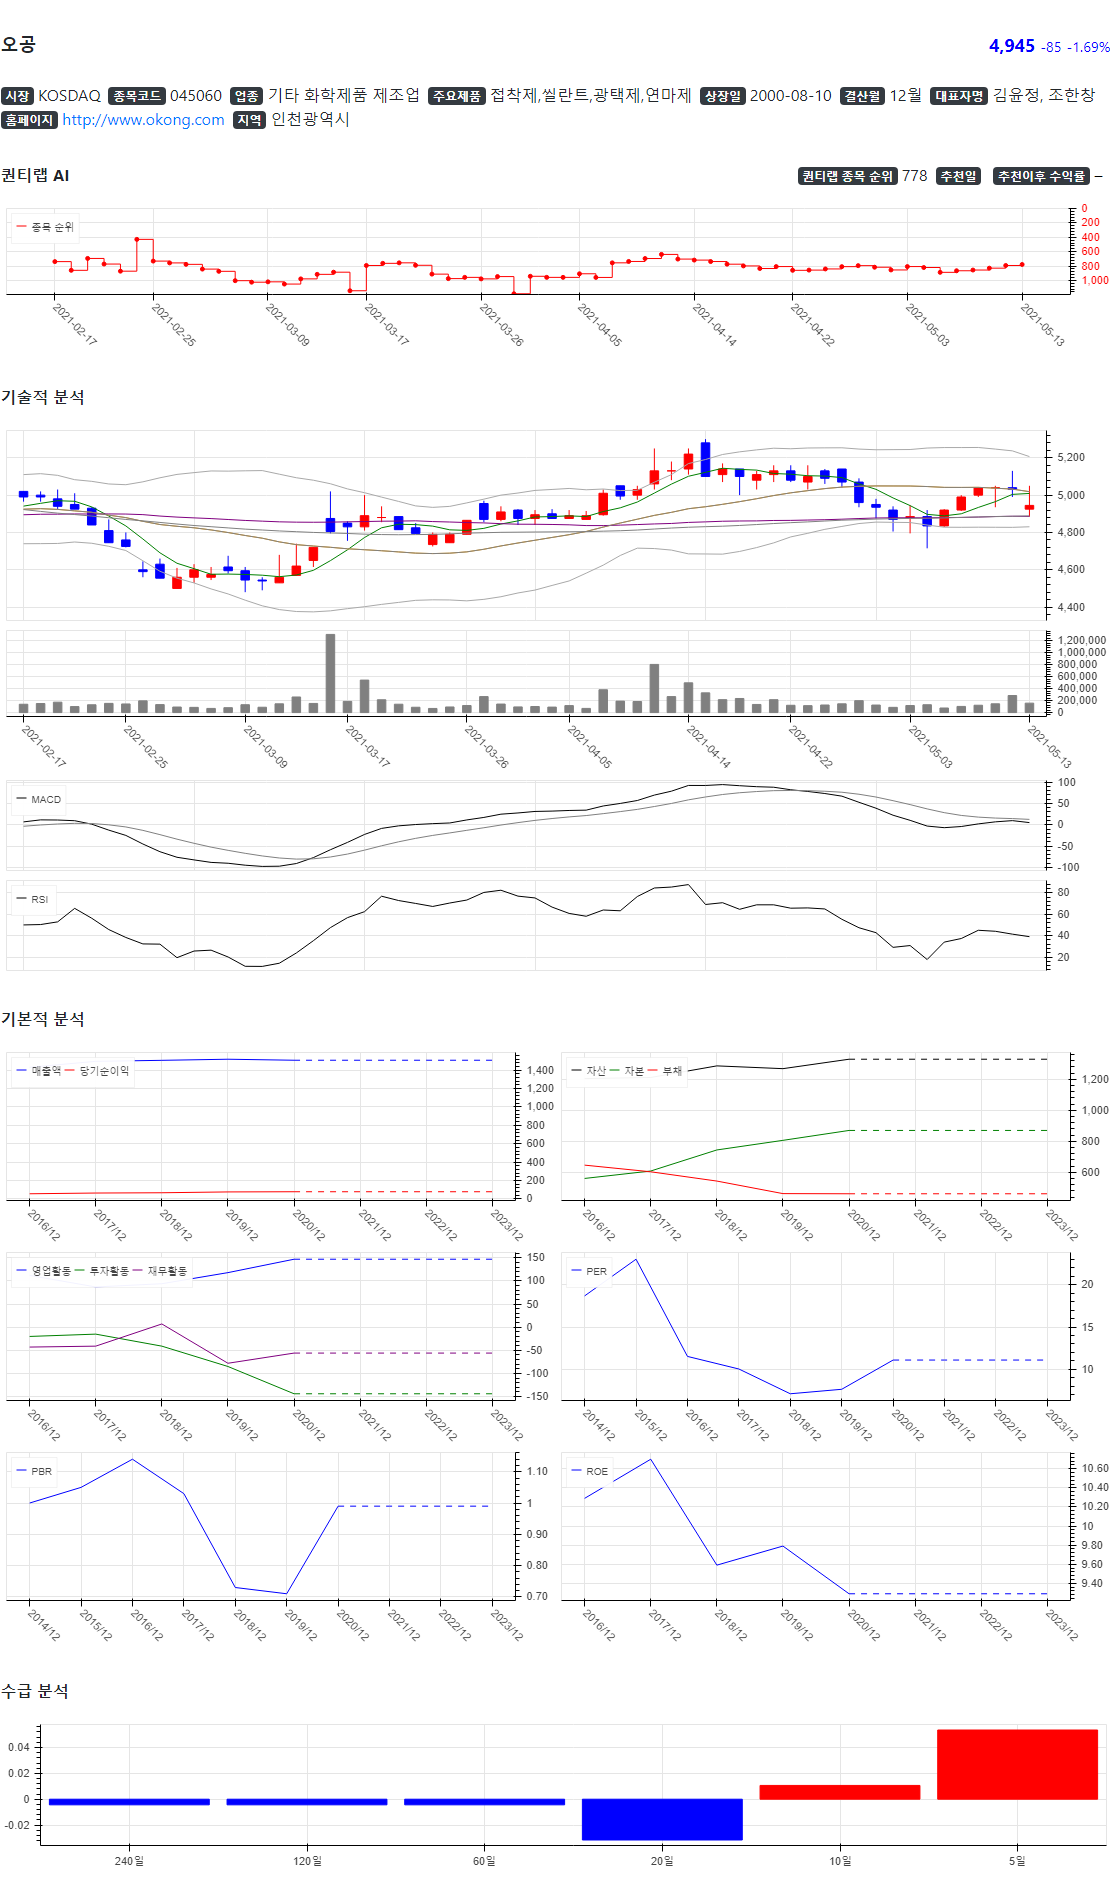 오공
4,945 -85 -1.69%
시장 KOSDAQ 종목코드 045060 업종 기타 화학제품 제조업 주요제품 접착제,씰란트,광택제,연마제 상장일 2000-08-10 결산월 12월 대표자명 김윤정, 조한창
홈페이지 http://www.okong.com 지역 인천광역시
퀀티랩 AI
퀀티랩 종목 순위 778 추천일 추천이후 수익률 –
종목 순위
0
200
400
600
800
1,000
2021-02-17 2021-02-25 2021-03-09 2021-03-17 2021-03-26 2021-04-05 2021-04-14 2021-04-22 2021-05-03 2021-05-13
기술적 분석
5,200
5,000
4,800
4,600
4,400
1,200,000
1,000,000
800,000
600,000
400,000
200,000
0
2021-02-17 2021-02-25 2021-03-09 2021-03-17 2021-03-26 2021-04-05 2021-04-14 2021-04-22 2021-05-03 2021-05-13
MACD
100
50
0
-50
-100
RSI
80
60
40
20
기본적 분석
매출액 당기순이익
1,400
1,200
1,000
800
600
400
200
0
2016/12 2017/12 2018/12 2019/12 2020/12 2021/12 2022/12 2023/12
자산 자본 부채
1,200
1,000
800
600
2016/12 2017/12 2018/12 2019/12 2020/12 2021/12 2022/12 2023/12
영업활동 투자활동 재무활동
150
100
50
0
-50
-100
-150
2016/12 2017/12 2018/12 2019/12 2020/12 2021/12 2022/12 2023/12
PER
20
15
10
2014/12 2015/12 2016/12 2017/12 2018/12 2019/12 2020/12 2021/12 2022/12 2023/12
PBR
1.10
1
0.90
0.80
0.70
2014/12 2015/12 2016/12 2017/12 2018/12 2019/12 2020/12 2021/12 2022/12 2023/12
ROE
10.60
10.40
10.20
10
9.80
9.60
9.40
2016/12 2017/12 2018/12 2019/12 2020/12 2021/12 2022/12 2023/12
수급 분석
0.04
0.02
0
-0.02
240일 120일 60일 20일 10일 5일